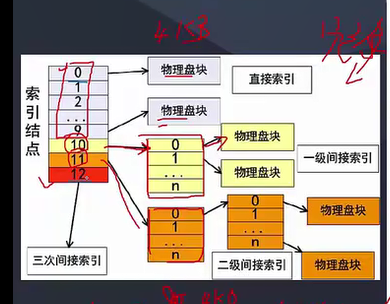 4KB
物理盘块
直接索引
索引结点
0
1
2
...
9
10
11
12
物理盘块
0
1
...
n
物理盘块
一级间接索引
物理盘块
0
1
...
n
0
1
...
n
物理盘块
三次间接索引
二级间接索引
物理盘块